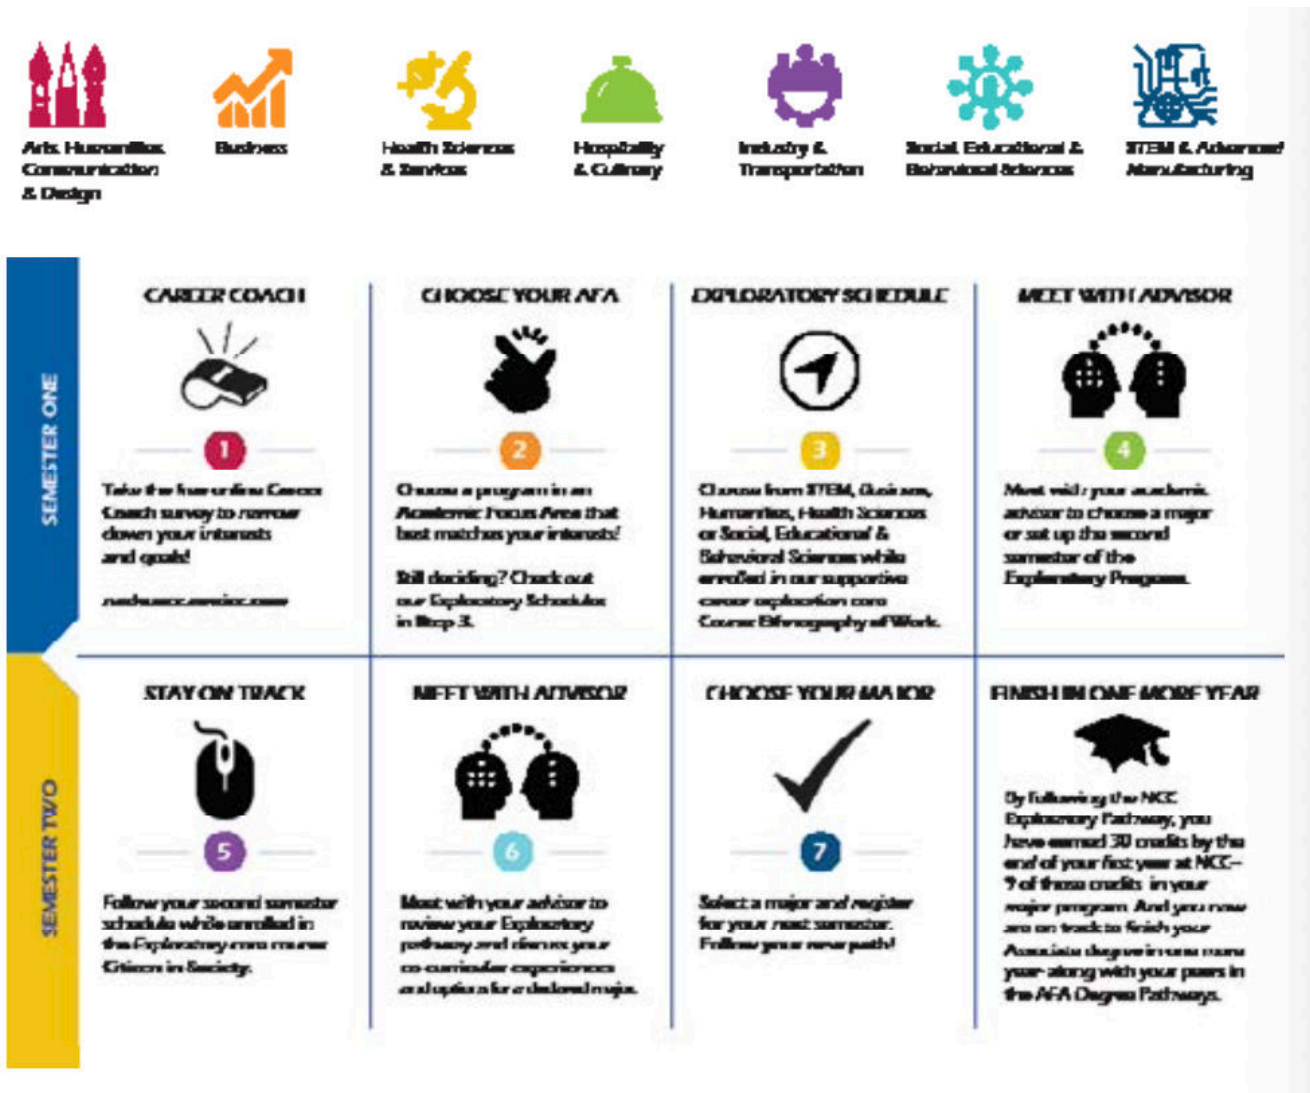 Arts, Humanities,
Communication
& Design
Business
Health Sciences
& Services
Hospitality
& Culinary
Industry &
Transportation
Social, Educational &
Behavioral Sciences
STEM & Advanced
Manufacturing
SEMESTER ONE
CAREER COACH
1
Take the free online Career
Coach survey to narrow
down your interests
and goals!
CHOOSE YOUR AFA
2
Choose a program in an
Academic Focus Area that
best matches your interests!
Still deciding? Check out
our Exploratory Schedules
in Step 3.
EXPLORATORY SCHEDULE
3
Choose from STEM, Business,
Humanities, Health Sciences
or Social, Educational &
Behavioral Sciences while
enrolled in our supportive
career exploration core
Course Ethnography of Work.
MEET WITH ADVISOR
4
Meet with your academic
advisor to choose a major
or set up the second
semester of the
Exploratory Program.
SEMESTER TWO
STAY ON TRACK
5
Follow your second semester
schedule while enrolled in
the Exploratory core course
Citizen in Society.
MEET WITH ADVISOR
6
Meet with your advisor to
review your Exploratory
pathway and discuss your
co-curricular experiences
and options for a declared major.
CHOOSE YOUR MAJOR
7
Select a major and register
for your next semester.
Follow your new path!
FINISH IN ONE MORE YEAR
By following the NCC
Exploratory Pathway, you
have earned 30 credits by the
end of your first year at NCC–
9 of those credits in your
major program. And you now
are on track to finish your
Associate degree in one more
year-along with your peers in
the AFA Degree Pathways.